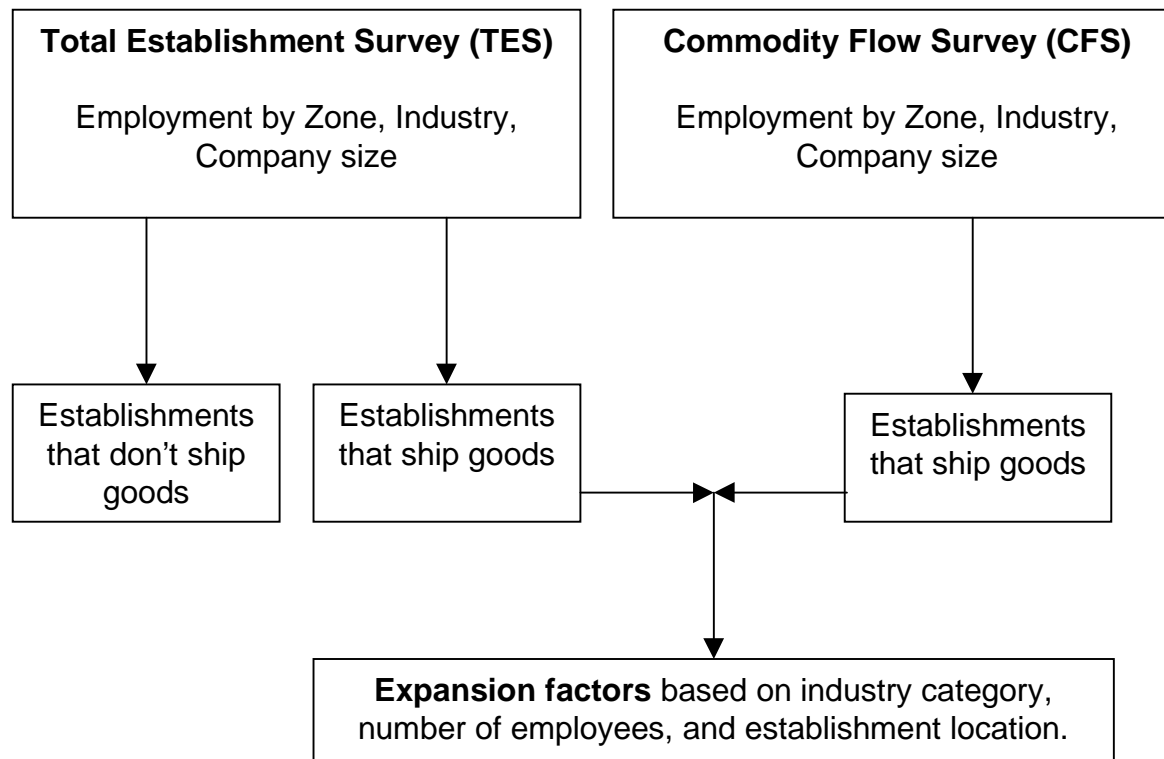 Total Establishment Survey (TES)
Employment by Zone, Industry,
Company size
Commodity Flow Survey (CFS)
Employment by Zone, Industry,
Company size
Establishments
that don’t ship
goods
Establishments
that ship goods
Establishments
that ship goods
Expansion factors based on industry category,
number of employees, and establishment location.